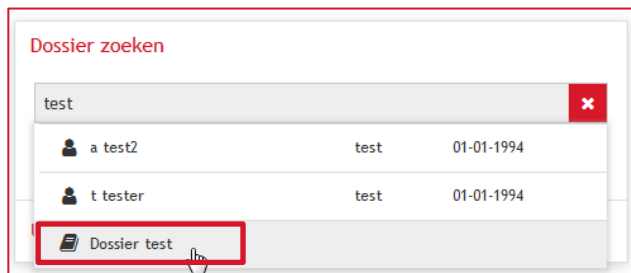 Dossier zoeken
test
a test2 test 01-01-1994
t tester test 01-01-1994
Dossier test